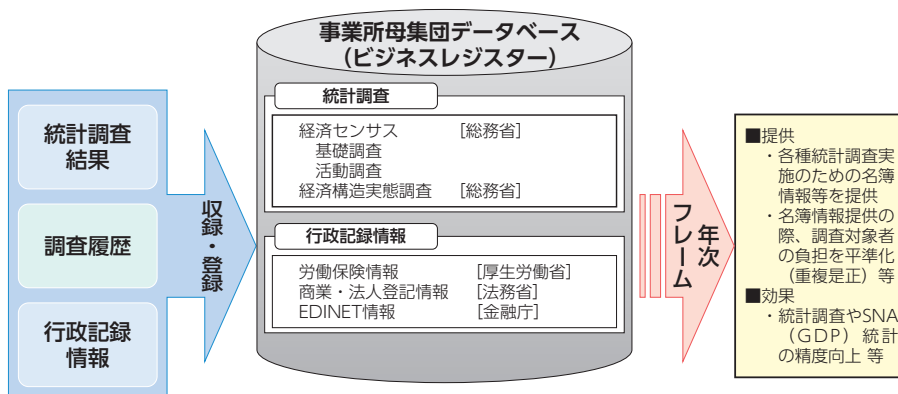 事業所母集団データベース
(ビジネスレジスター)
統計調査
結果
調査履歴
行政記録
情報
収録・登録
統計調査
経済センサス [総務省]
基礎調査
活動調査
経済構造実態調査 [総務省]
行政記録情報
労働保険情報 [厚生労働省]
商業・法人登記情報 [法務省]
EDINET情報 [金融庁]
年次
フレーム
■提供
・各種統計調査実
施のための名簿
情報等を提供
・名簿情報提供の
際、調査対象者
の負担を平準化
(重複是正)等
■効果
・統計調査やSNA
(GDP)統計
の精度向上 等